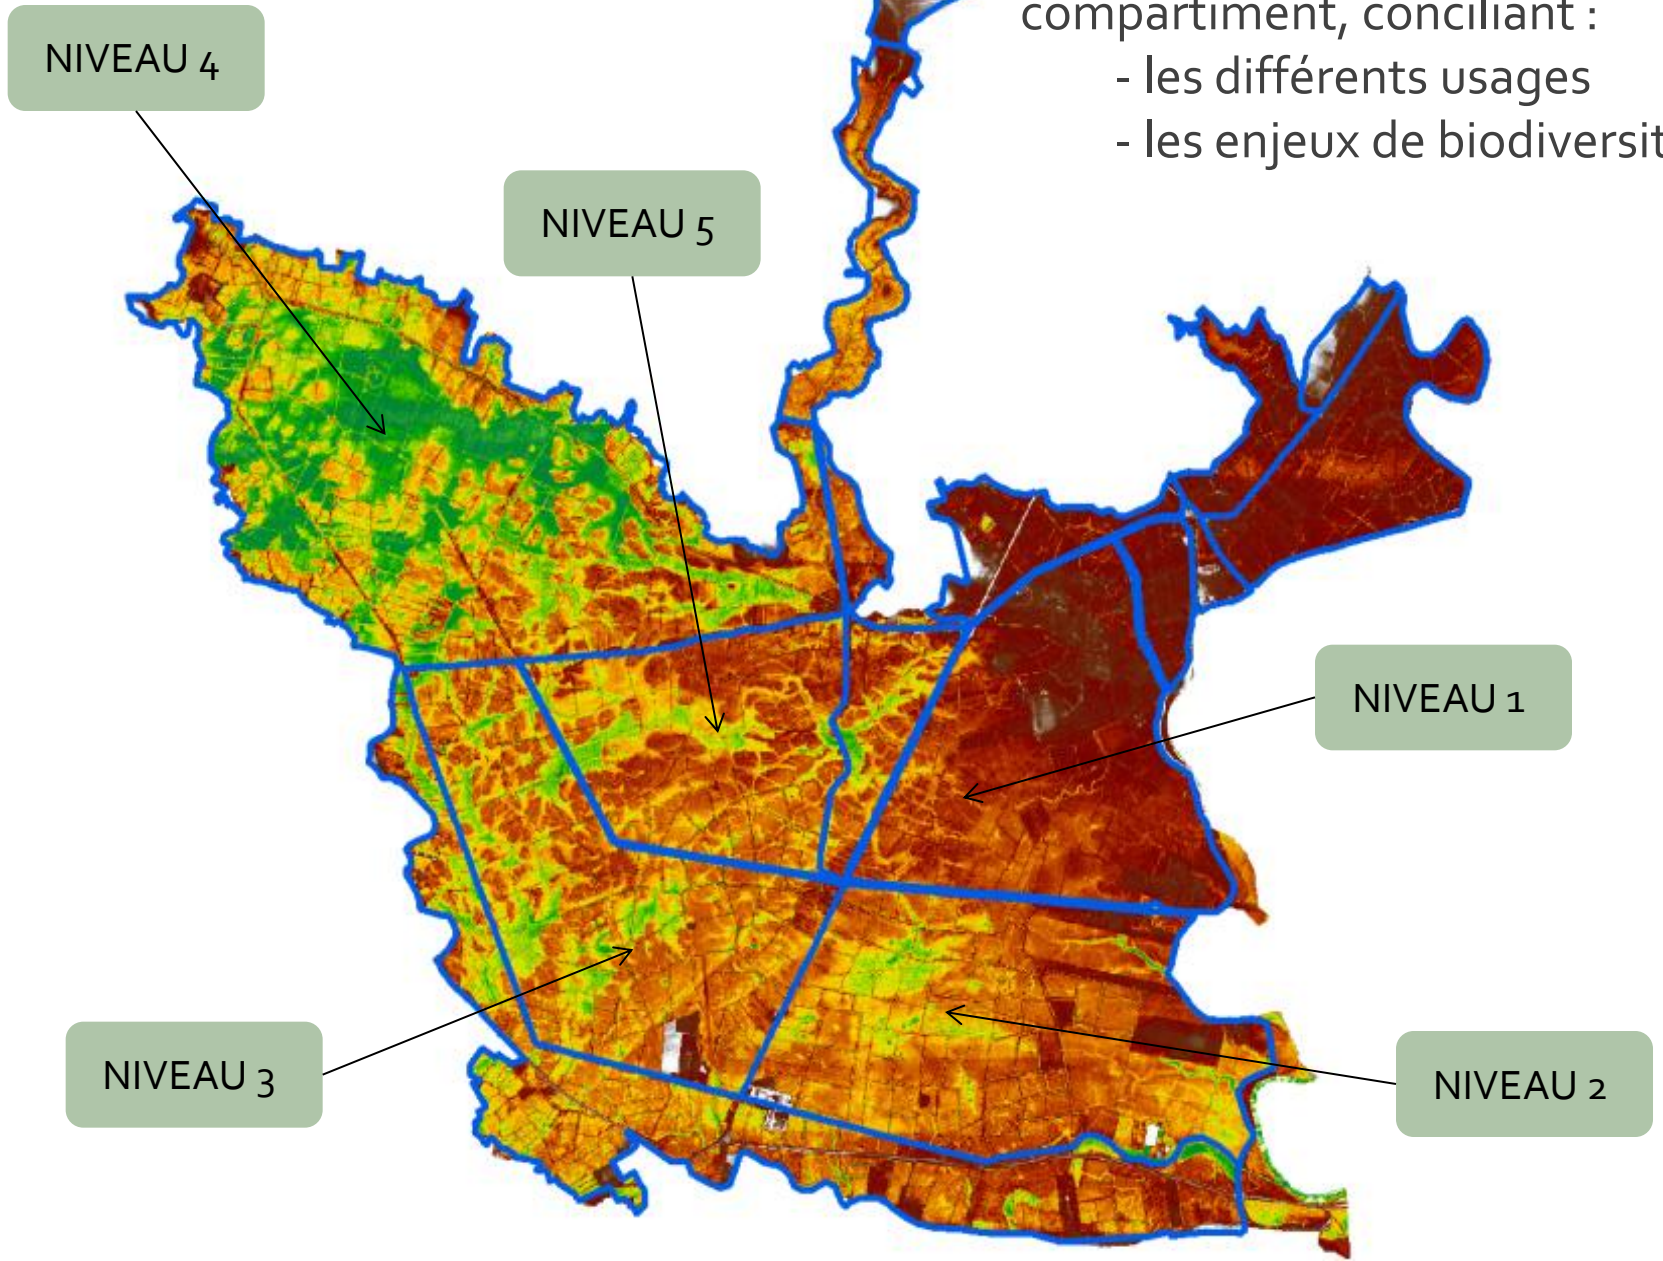 compartiment, conciliant :
- les différents usages
- les enjeux de biodiversit
NIVEAU 4
NIVEAU 5
NIVEAU 1
NIVEAU 3
NIVEAU 2